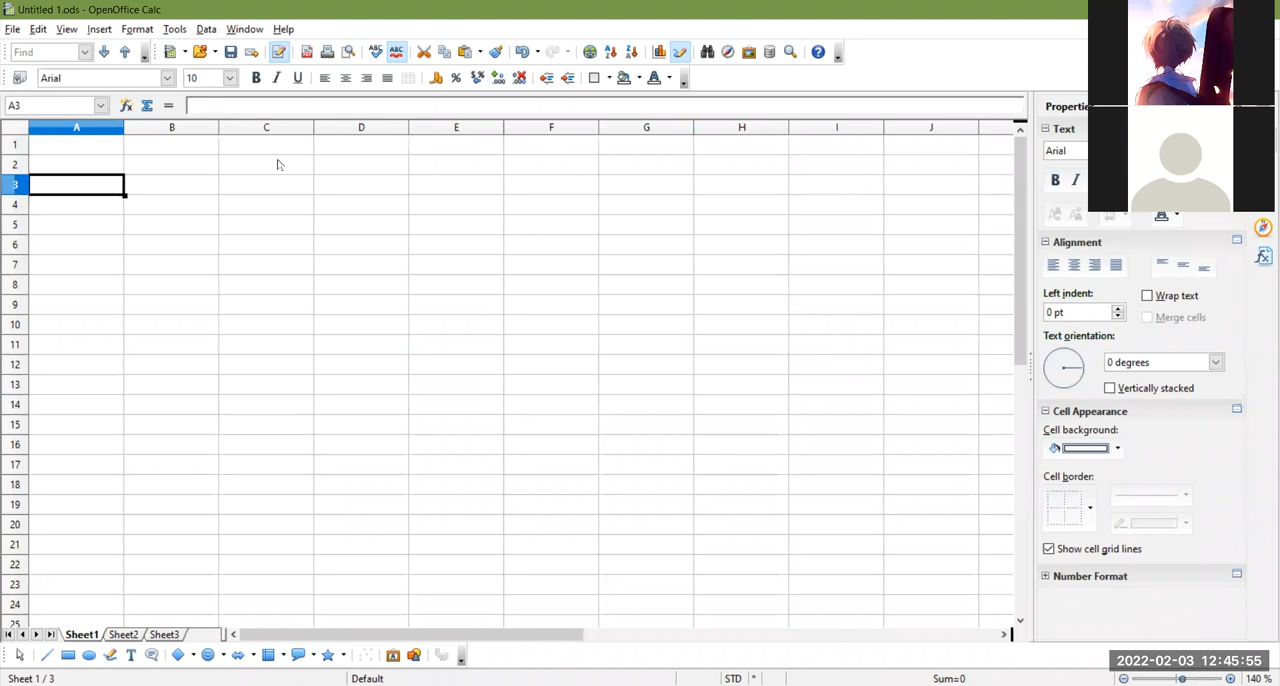 Untitled 1.ods - OpenOffice Calc
File Edit View Insert Format Tools Data Window Help
Find
Arial 10
A3
A B C D E F G H I J
1
2
3
4
5
6
7
8
9
10
11
12
13
14
15
16
17
18
19
20
21
22
23
24
25
Properties
Text
Arial
B I
Alignment
Left indent:
0 pt
Wrap text
Merge cells
Text orientation:
0 degrees
Vertically stacked
Cell Appearance
Cell background:
Cell border:
Show cell grid lines
Number Format
Sheet1 Sheet2 Sheet3
2022-02-03 12:45:55
Sheet 1 / 3 Default STD * Sum=0 140 %